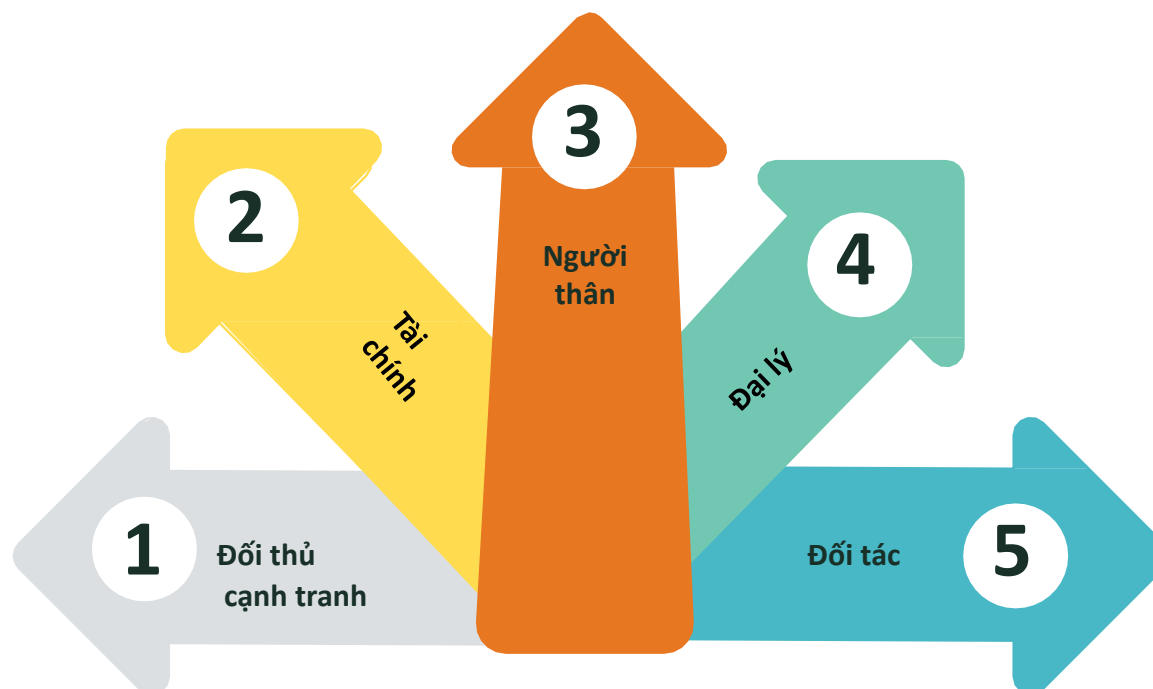 1
Đối thủ
cạnh tranh
2
Tài
chính
3
Người
thân
4
Đại lý
5
Đối tác